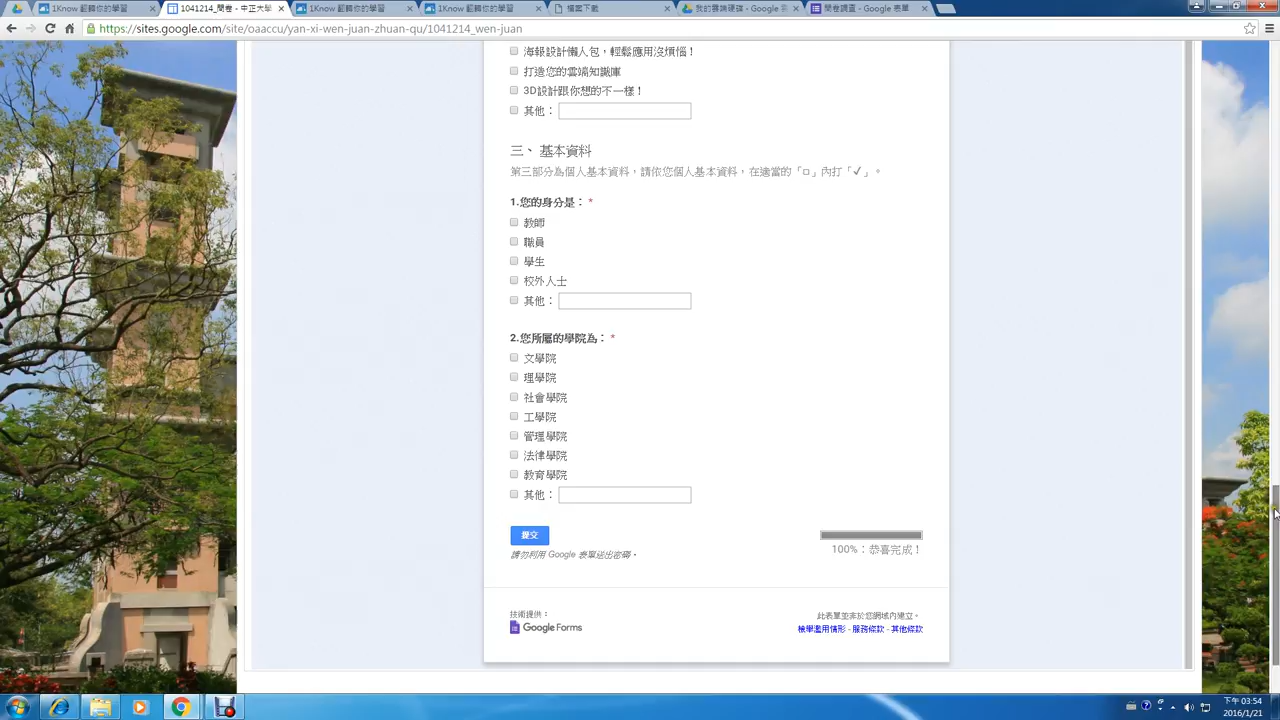 1Know 翻轉你的學習
1041214_問卷 - 中正大學
1Know 翻轉你的學習
1Know 翻轉你的學習
檔案下載
我的雲端硬碟 - Google 雲
問卷調查 - Google 表單
https://sites.google.com/site/oaaccu/yan-xi-wen-juan-zhuan-qu/1041214_wen-juan
海報設計懶人包，輕鬆應用沒煩惱！
打造您的雲端知識庫
3D設計跟你想的不一樣！
其他：
三、 基本資料
第三部分為個人基本資料，請依您個人基本資料，在適當的「□」內打「✓」。
1.您的身分是： *
教師
職員
學生
校外人士
其他：
2.您所屬的學院為： *
文學院
理學院
社會學院
工學院
管理學院
法律學院
教育學院
其他：
提交
100%：恭喜完成！
請勿利用 Google 表單送出密碼。
技術提供：
Google Forms
此表單並非於您網域內建立。
檢舉濫用情形 - 服務條款 - 其他條款
下午 03:54
2016/1/21